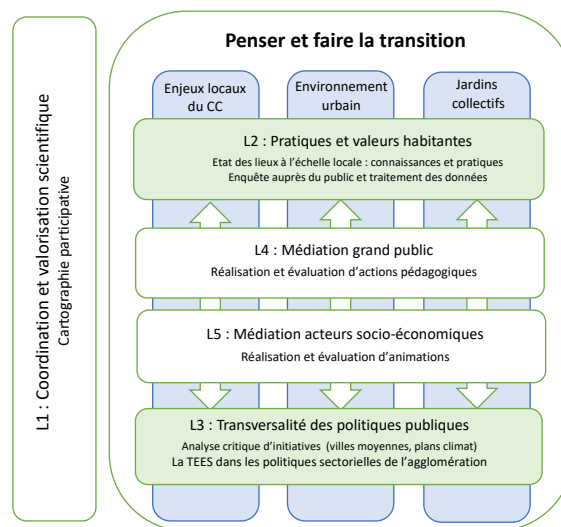 L1 : Coordination et valorisation scientifique
Cartographie participative
Penser et faire la transition
Enjeux locaux
du CC
Environnement
urbain
Jardins
collectifs
L2 : Pratiques et valeurs habitantes
Etat des lieux à l'échelle locale : connaissances et pratiques
Enquête auprès du public et traitement des données
L4 : Médiation grand public
Réalisation et évaluation d'actions pédagogiques
L5 : Médiation acteurs socio-économiques
Réalisation et évaluation d'animations
L3 : Transversalité des politiques publiques
Analyse critique d'initiatives (villes moyennes, plans climat)
La TEES dans les politiques sectorielles de l'agglomération